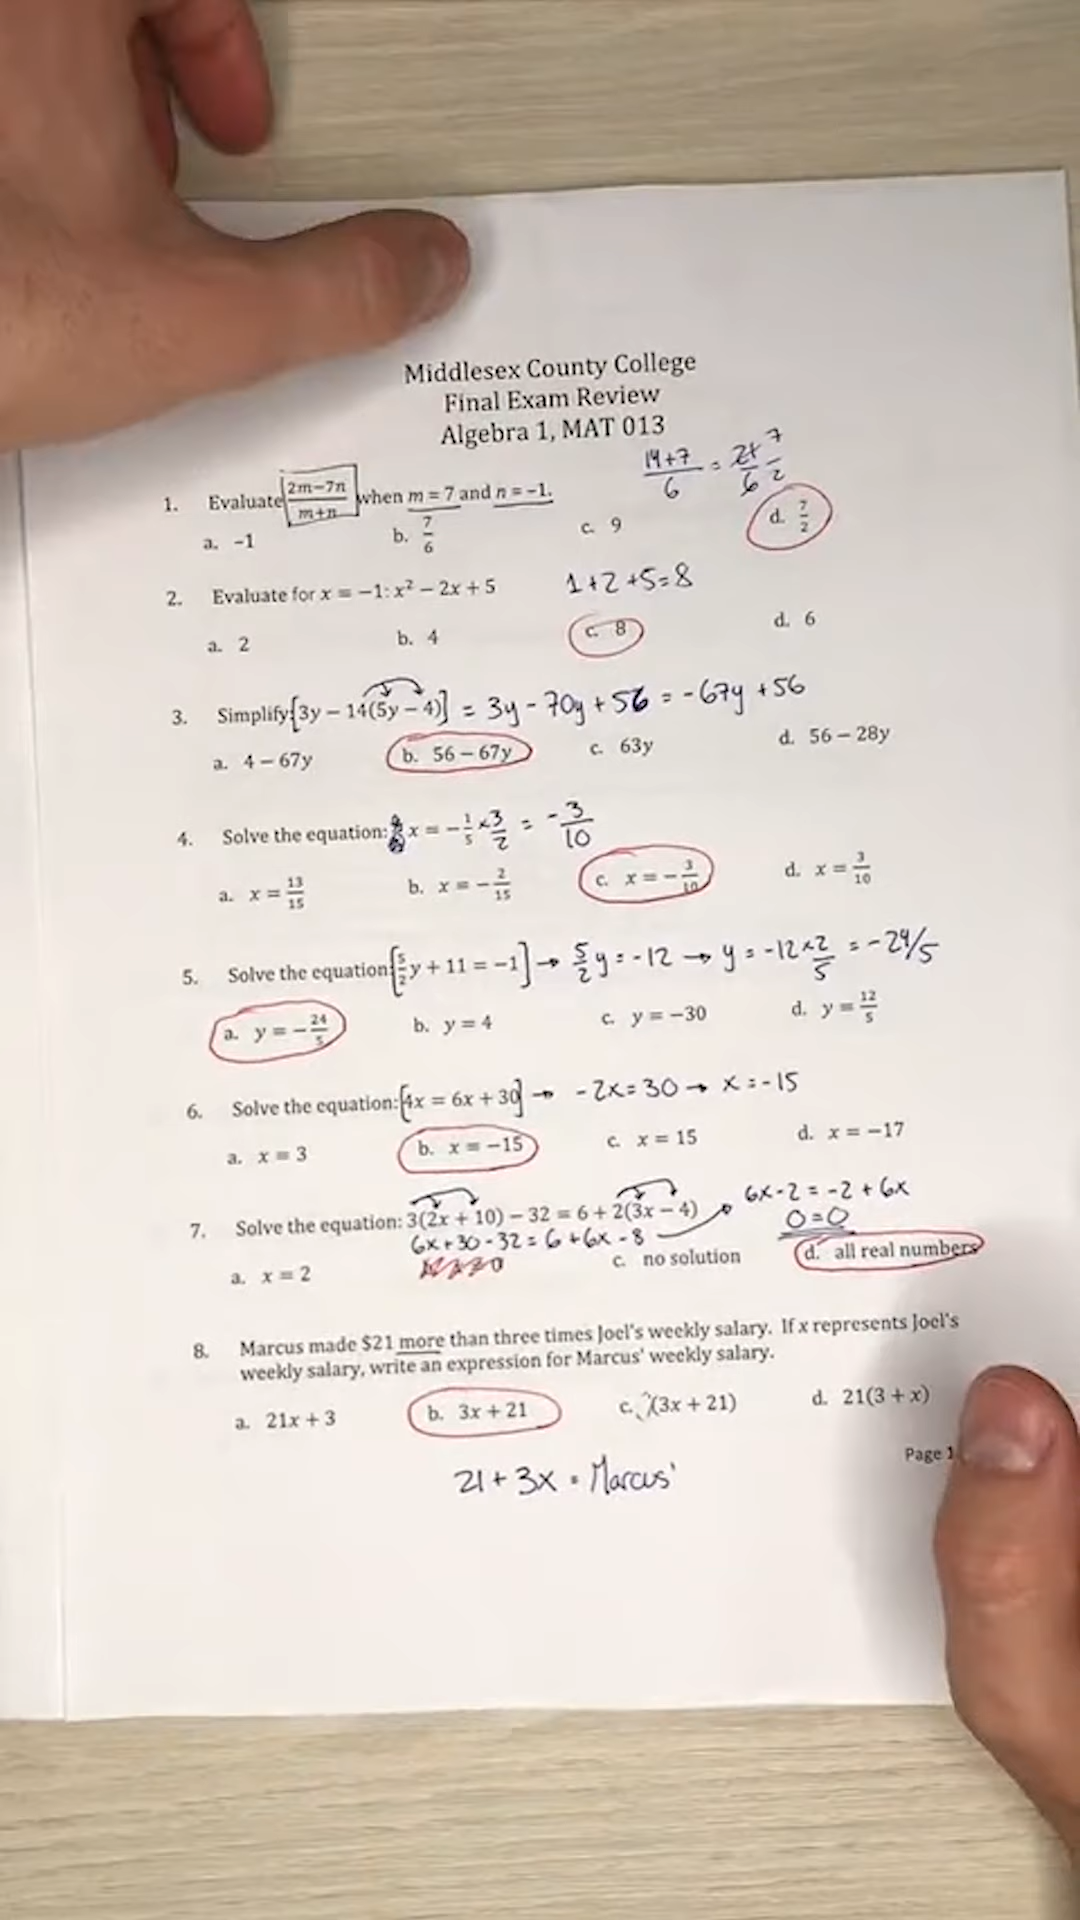 Middlesex County College
Final Exam Review
Algebra 1, MAT 013
14+7/6 = 21/6 7/2
1. Evaluate (2m−7n)/(m+n) when m = 7 and n = −1.
a. −1 b. 7/6 c. 9 d. 7/2
2. Evaluate for x = −1: x² − 2x + 5 1+2+5=8
a. 2 b. 4 c. 8 d. 6
3. Simplify: [3y − 14(5y − 4)] = 3y - 70y + 56 = -67y + 56
a. 4 − 67y b. 56 − 67y c. 63y d. 56 − 28y
4. Solve the equation: x = −1/5 × 3/2 = -3/10
a. x = 13/15 b. x = −2/15 c. x = −3/10 d. x = 3/10
5. Solve the equation: [5/2 y + 11 = −1] → 5/2 y = -12 → y = -12 × 2/5 = -24/5
a. y = −24/5 b. y = 4 c. y = −30 d. y = 12/5
6. Solve the equation: [4x = 6x + 30] → -2x = 30 → x = -15
a. x = 3 b. x = −15 c. x = 15 d. x = −17
7. Solve the equation: 3(2x + 10) − 32 = 6 + 2(3x − 4) 6x-2 = -2 + 6x
6x+30-32 = 6 + 6x - 8 0=0
a. x = 2 c. no solution d. all real numbers
8. Marcus made $21 more than three times Joel's weekly salary. If x represents Joel's
weekly salary, write an expression for Marcus' weekly salary.
a. 21x + 3 b. 3x + 21 c. (3x + 21) d. 21(3 + x)
Page 1
21 + 3x = Marcus'